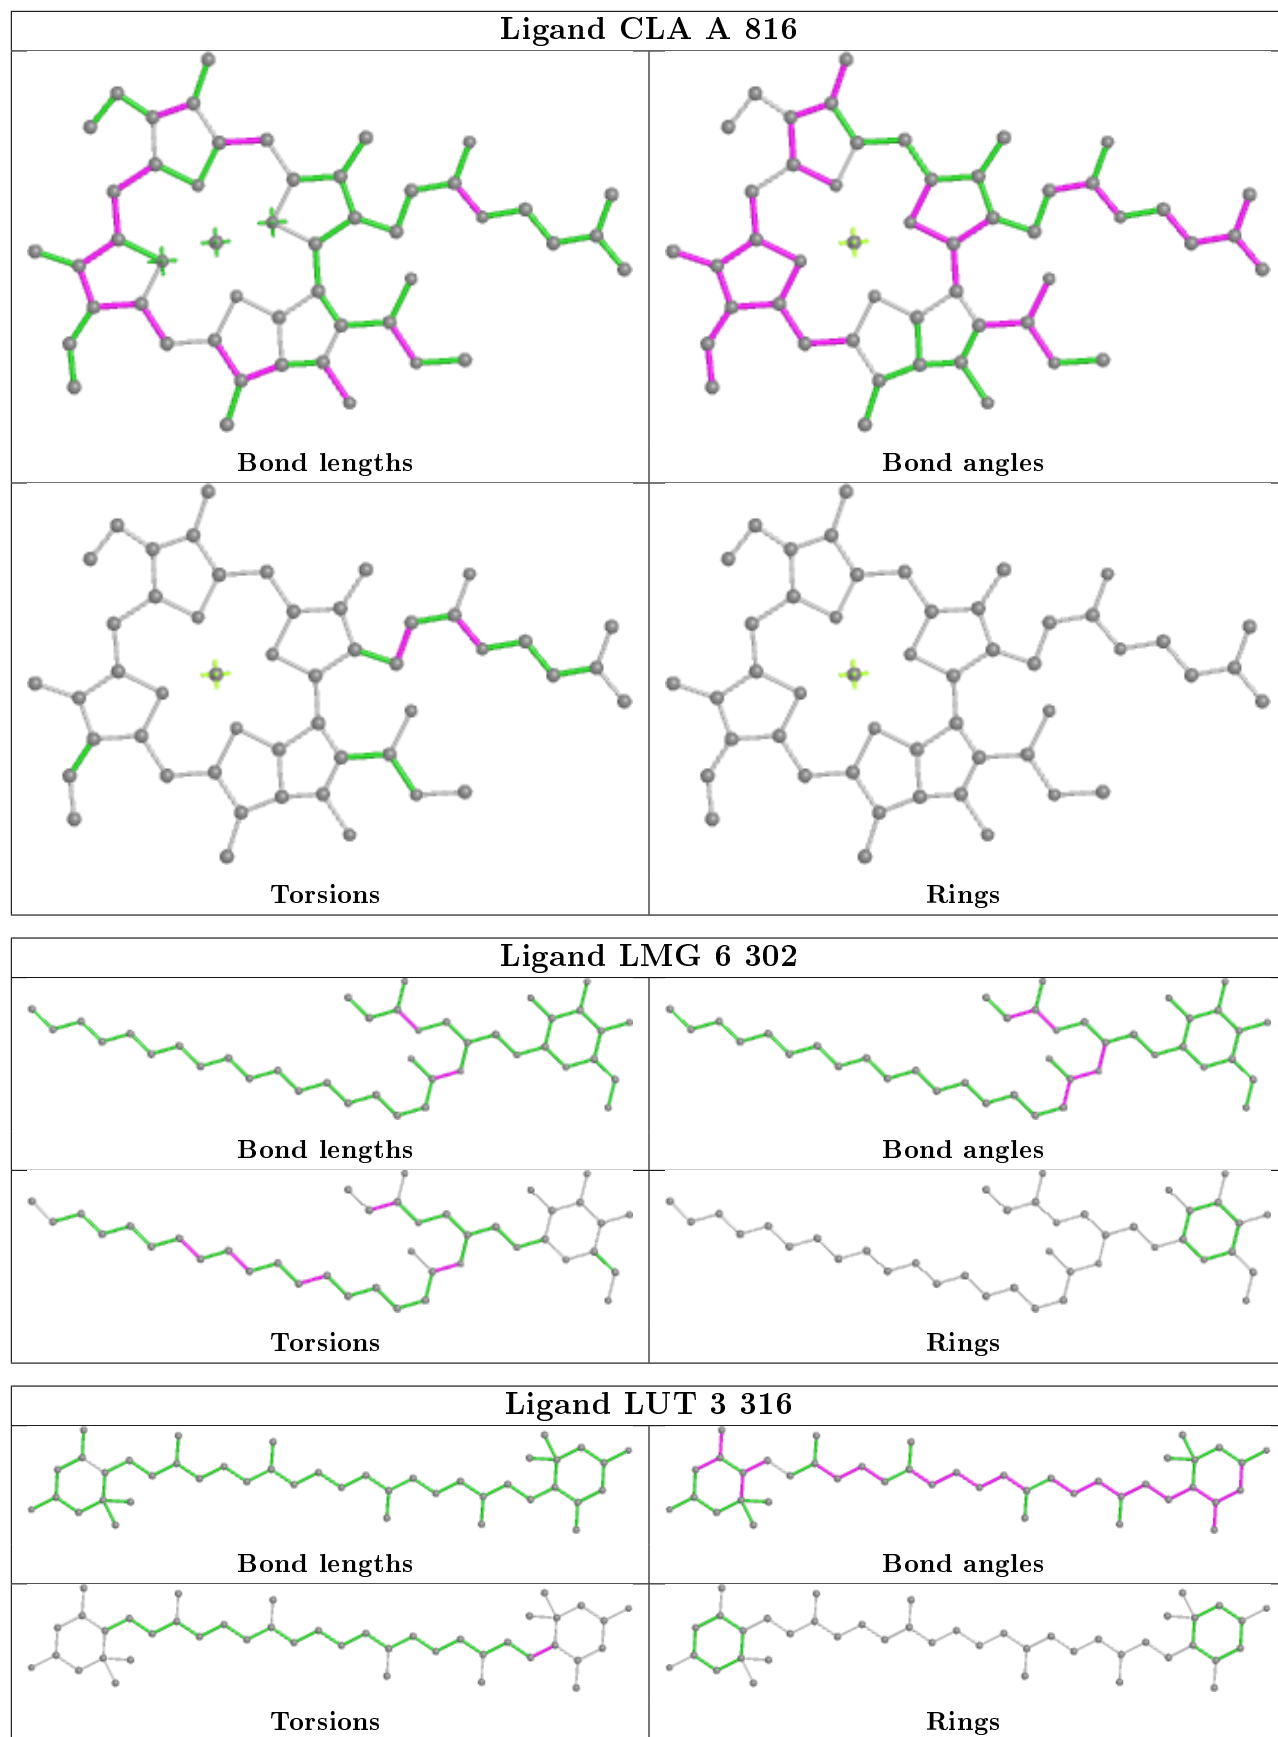 Ligand CLA A 816
Bond lengths
Bond angles
Torsions
Rings
Ligand LMG 6 302
Bond lengths
Bond angles
Torsions
Rings
Ligand LUT 3 316
Bond lengths
Bond angles
Torsions
Rings